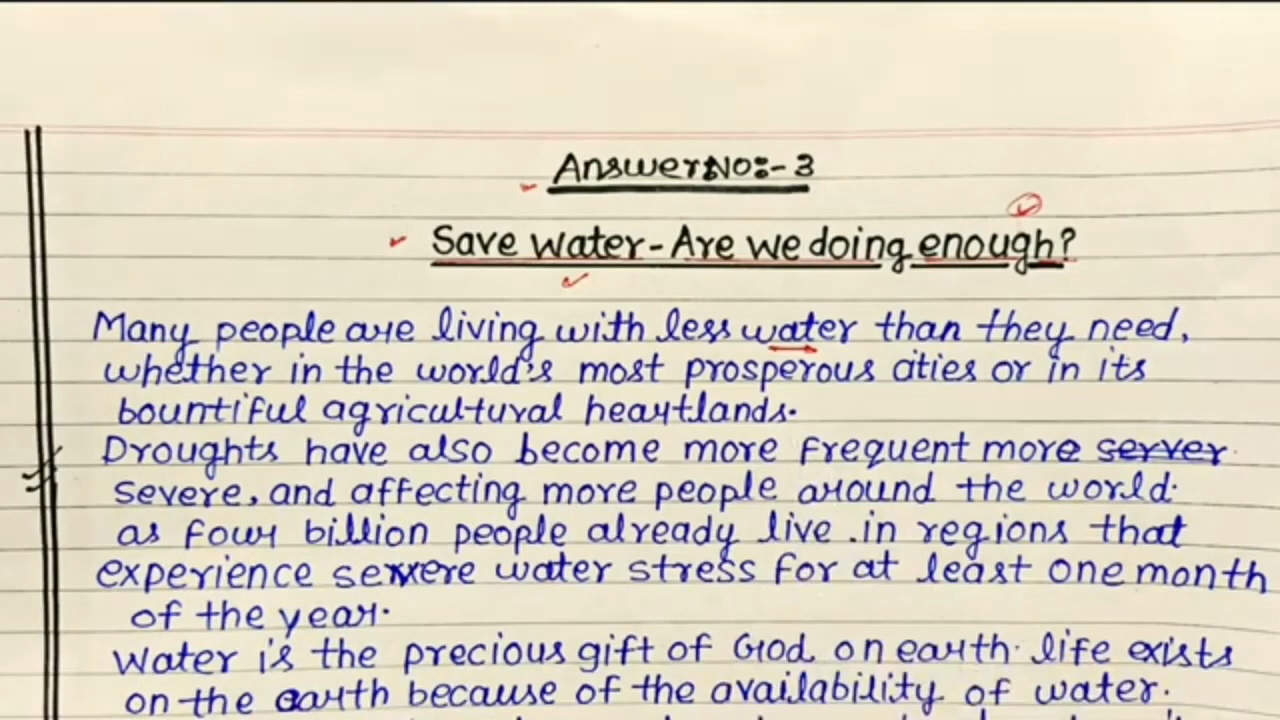 Answer No:- 3
Save water - Are we doing enough?
Many people are living with less water than they need,
whether in the world's most prosperous cities or in its
bountiful agricultural heartlands.
Droughts have also become more frequent more server
severe, and affecting more people around the world.
as four billion people already live .in regions that
experience severe water stress for at least one month
of the year.
Water is the precious gift of God on earth. life exists
on the earth because of the availability of water.